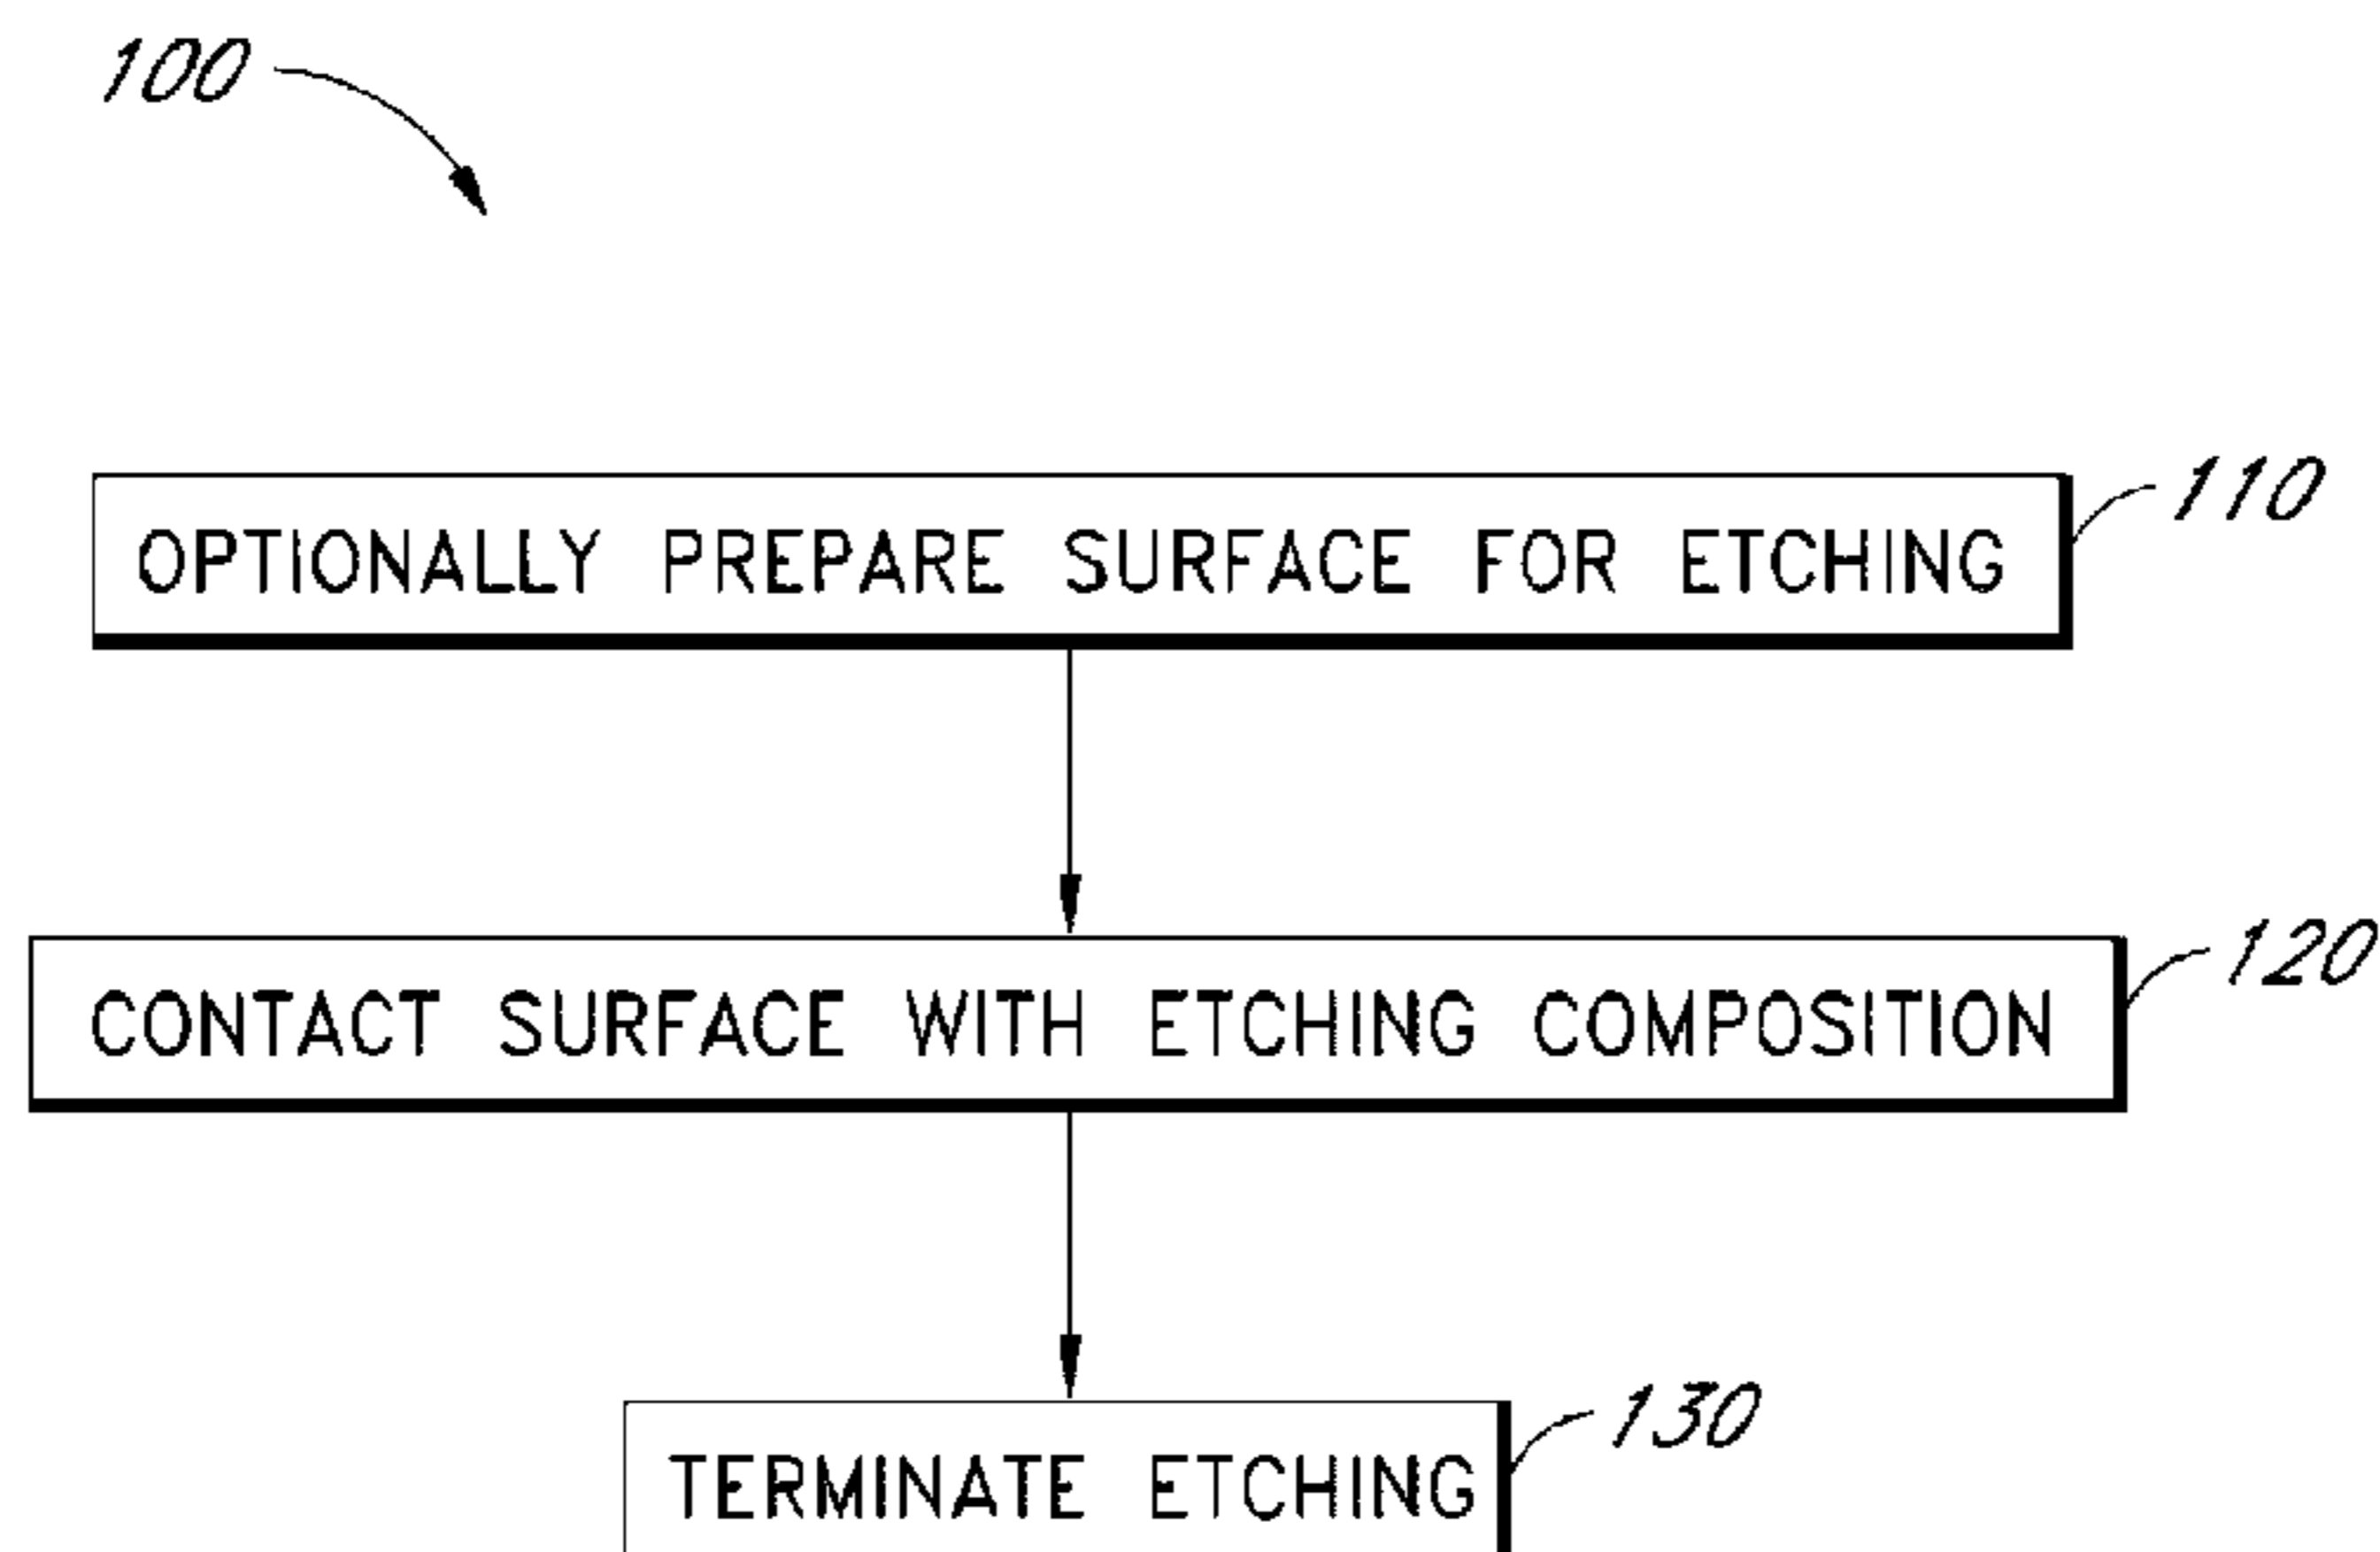 100
110
OPTIONALLY PREPARE SURFACE FOR ETCHING
120
CONTACT SURFACE WITH ETCHING COMPOSITION
130
TERMINATE ETCHING